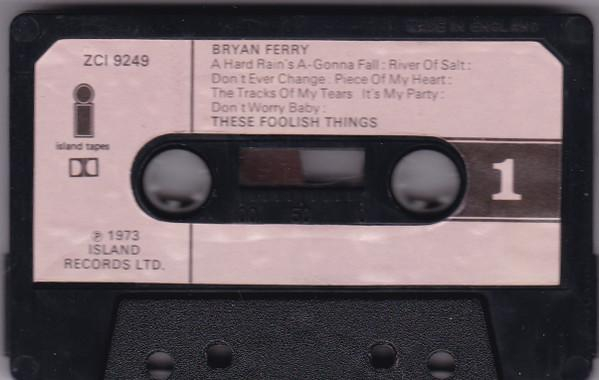 MADE IN ENGLAND
ZCI 9249
BRYAN FERRY
A Hard Rain's A-Gonna Fall : River Of Salt :
Don't Ever Change : Piece Of My Heart :
The Tracks Of My Tears It's My Party :
Don't Worry Baby :
THESE FOOLISH THINGS
i
island tapes
1
50 0
℗ 1973
ISLAND
RECORDS LTD.